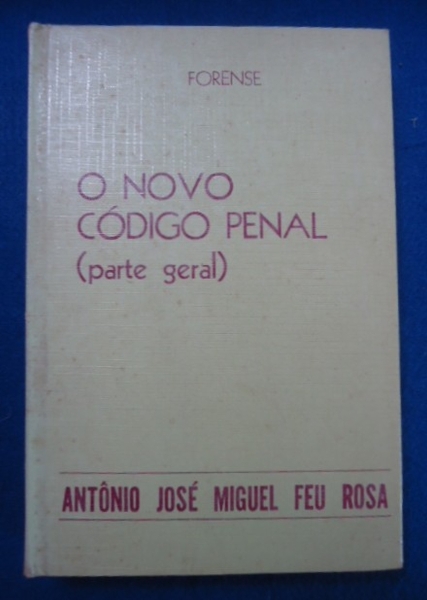 FORENSE
O NOVO
CÓDIGO PENAL
(parte geral)
ANTÔNIO JOSÉ MIGUEL FEU ROSA